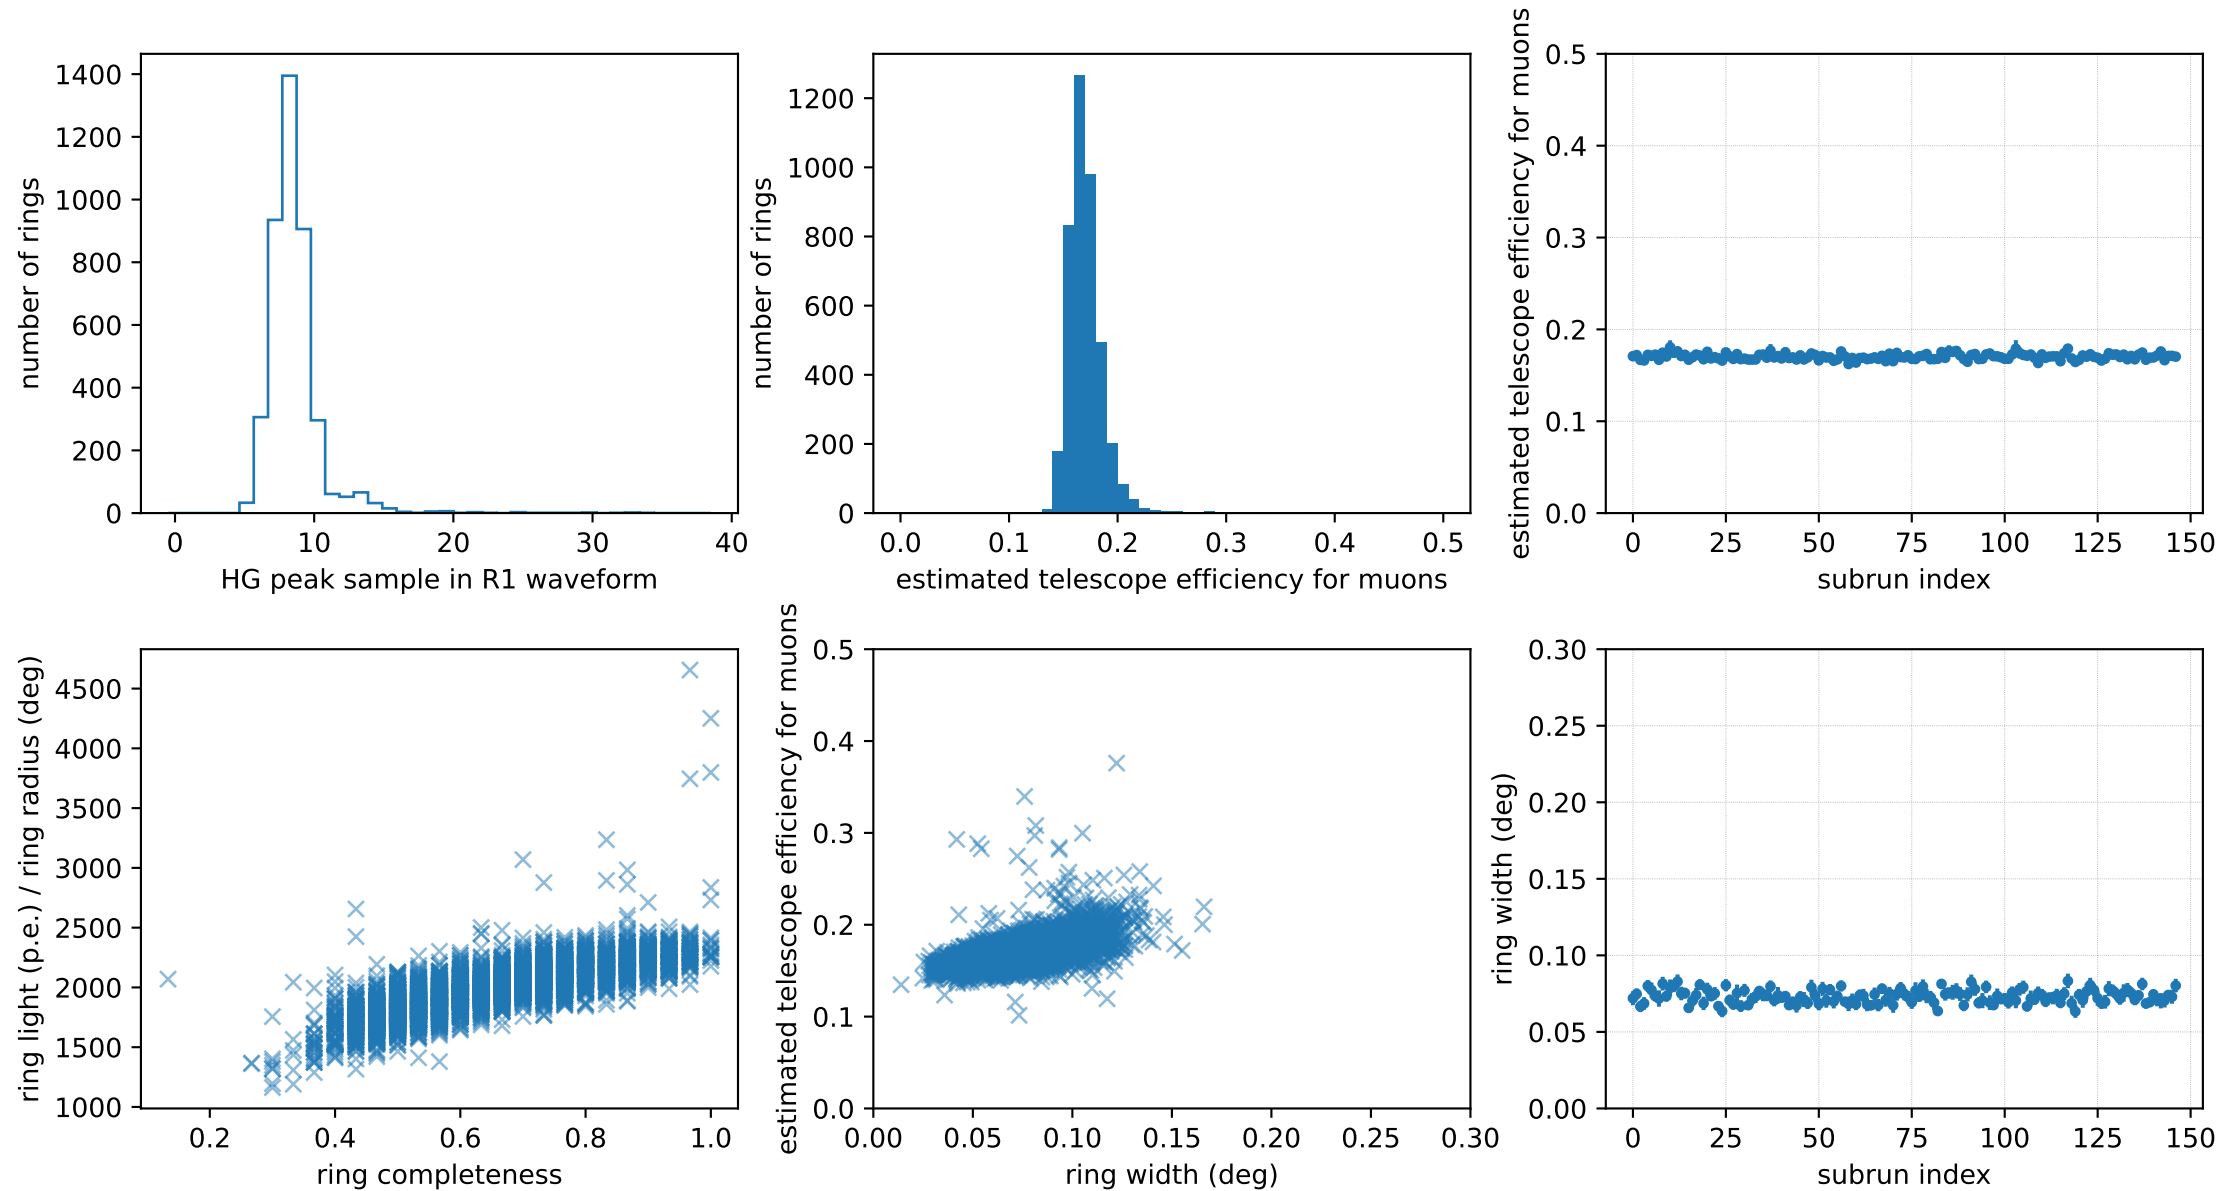 1400
1200
1000
800
600
400
200
0
number of rings
0 10 20 30 40
HG peak sample in R1 waveform
1200
1000
800
600
400
200
0
number of rings
0.0 0.1 0.2 0.3 0.4 0.5
estimated telescope efficiency for muons
0.5
0.4
0.3
0.2
0.1
0.0
estimated telescope efficiency for muons
0 25 50 75 100 125 150
subrun index
4500
4000
3500
3000
2500
2000
1500
1000
ring light (p.e.) / ring radius (deg)
0.2 0.4 0.6 0.8 1.0
ring completeness
0.5
0.4
0.3
0.2
0.1
0.0
estimated telescope efficiency for muons
0.00 0.05 0.10 0.15 0.20 0.25 0.30
ring width (deg)
0.30
0.25
0.20
0.15
0.10
0.05
0.00
ring width (deg)
0 25 50 75 100 125 150
subrun index